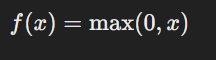 f(x) = max(0, x)